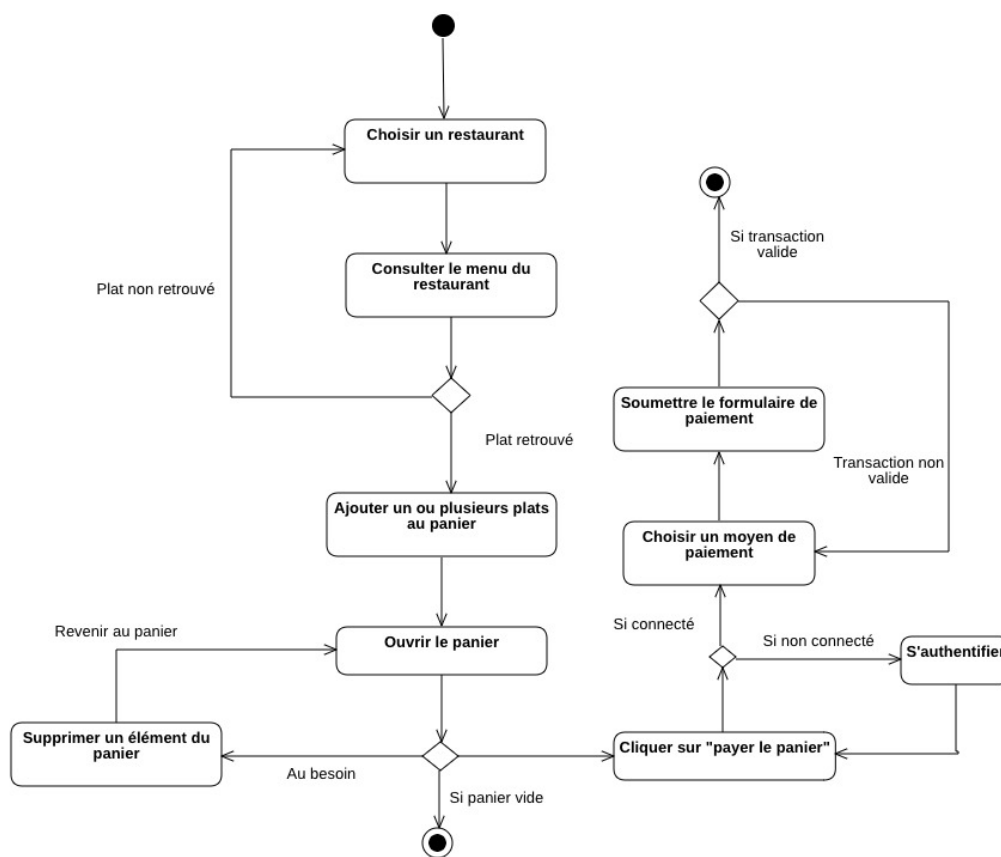 Choisir un restaurant
Consulter le menu du
restaurant
Plat non retrouvé
Plat retrouvé
Ajouter un ou plusieurs plats
au panier
Revenir au panier
Ouvrir le panier
Supprimer un élément du
panier
Au besoin
Si panier vide
Si transaction
valide
Soumettre le formulaire de
paiement
Transaction non
valide
Choisir un moyen de
paiement
Si connecté
Si non connecté
S'authentifier
Cliquer sur "payer le panier"